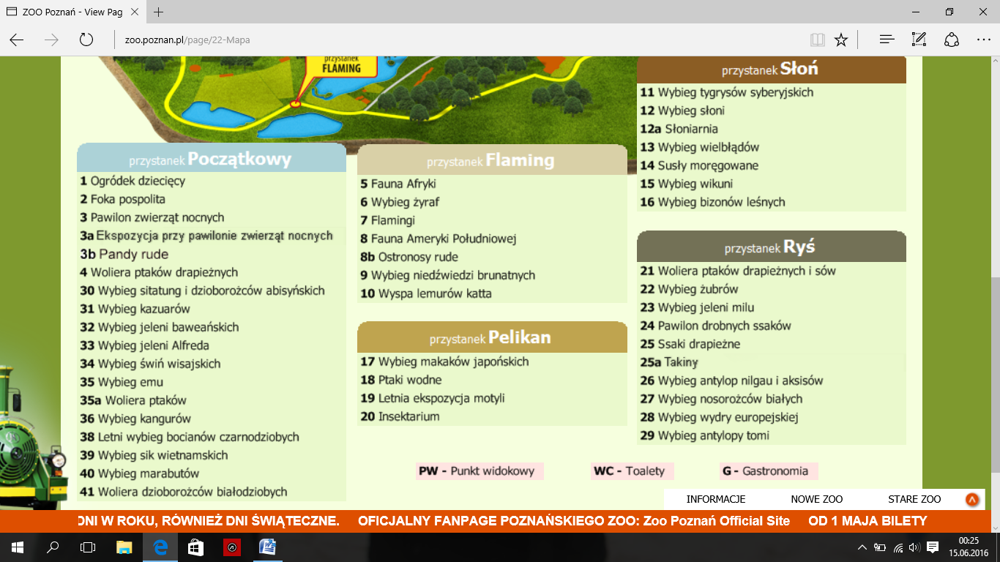 ZOO Poznań - View Pag
zoo.poznan.pl/page/22-Mapa
przystanek
FLAMING
przystanek Początkowy
1 Ogródek dziecięcy
2 Foka pospolita
3 Pawilon zwierząt nocnych
3a Ekspozycja przy pawilonie zwierząt nocnych
3b Pandy rude
4 Woliera ptaków drapieżnych
30 Wybieg sitatung i dzioborożców abisyńskich
31 Wybieg kazuarów
32 Wybieg jeleni baweańskich
33 Wybieg jeleni Alfreda
34 Wybieg świń wisajskich
35 Wybieg emu
35a Woliera ptaków
36 Wybieg kangurów
38 Letni wybieg bocianów czarnodziobych
39 Wybieg sik wietnamskich
40 Wybieg marabutów
41 Woliera dzioborożców białodziobych
przystanek Flaming
5 Fauna Afryki
6 Wybieg żyraf
7 Flamingi
8 Fauna Ameryki Południowej
8b Ostronosy rude
9 Wybieg niedźwiedzi brunatnych
10 Wyspa lemurów katta
przystanek Pelikan
17 Wybieg makaków japońskich
18 Ptaki wodne
19 Letnia ekspozycja motyli
20 Insektarium
przystanek Słoń
11 Wybieg tygrysów syberyjskich
12 Wybieg słoni
12a Słoniarnia
13 Wybieg wielbłądów
14 Susły moręgowane
15 Wybieg wikuni
16 Wybieg bizonów leśnych
przystanek Ryś
21 Woliera ptaków drapieżnych i sów
22 Wybieg żubrów
23 Wybieg jeleni milu
24 Pawilon drobnych ssaków
25 Ssaki drapieżne
25a Takiny
26 Wybieg antylop nilgau i aksisów
27 Wybieg nosorożców białych
28 Wybieg wydry europejskiej
29 Wybieg antylopy tomi
PW - Punkt widokowy
WC - Toalety
G - Gastronomia
INFORMACJE NOWE ZOO STARE ZOO
DNI W ROKU, RÓWNIEŻ DNI ŚWIĄTECZNE. OFICJALNY FANPAGE POZNAŃSKIEGO ZOO: Zoo Poznań Official Site OD 1 MAJA BILETY
00:25
15.06.2016